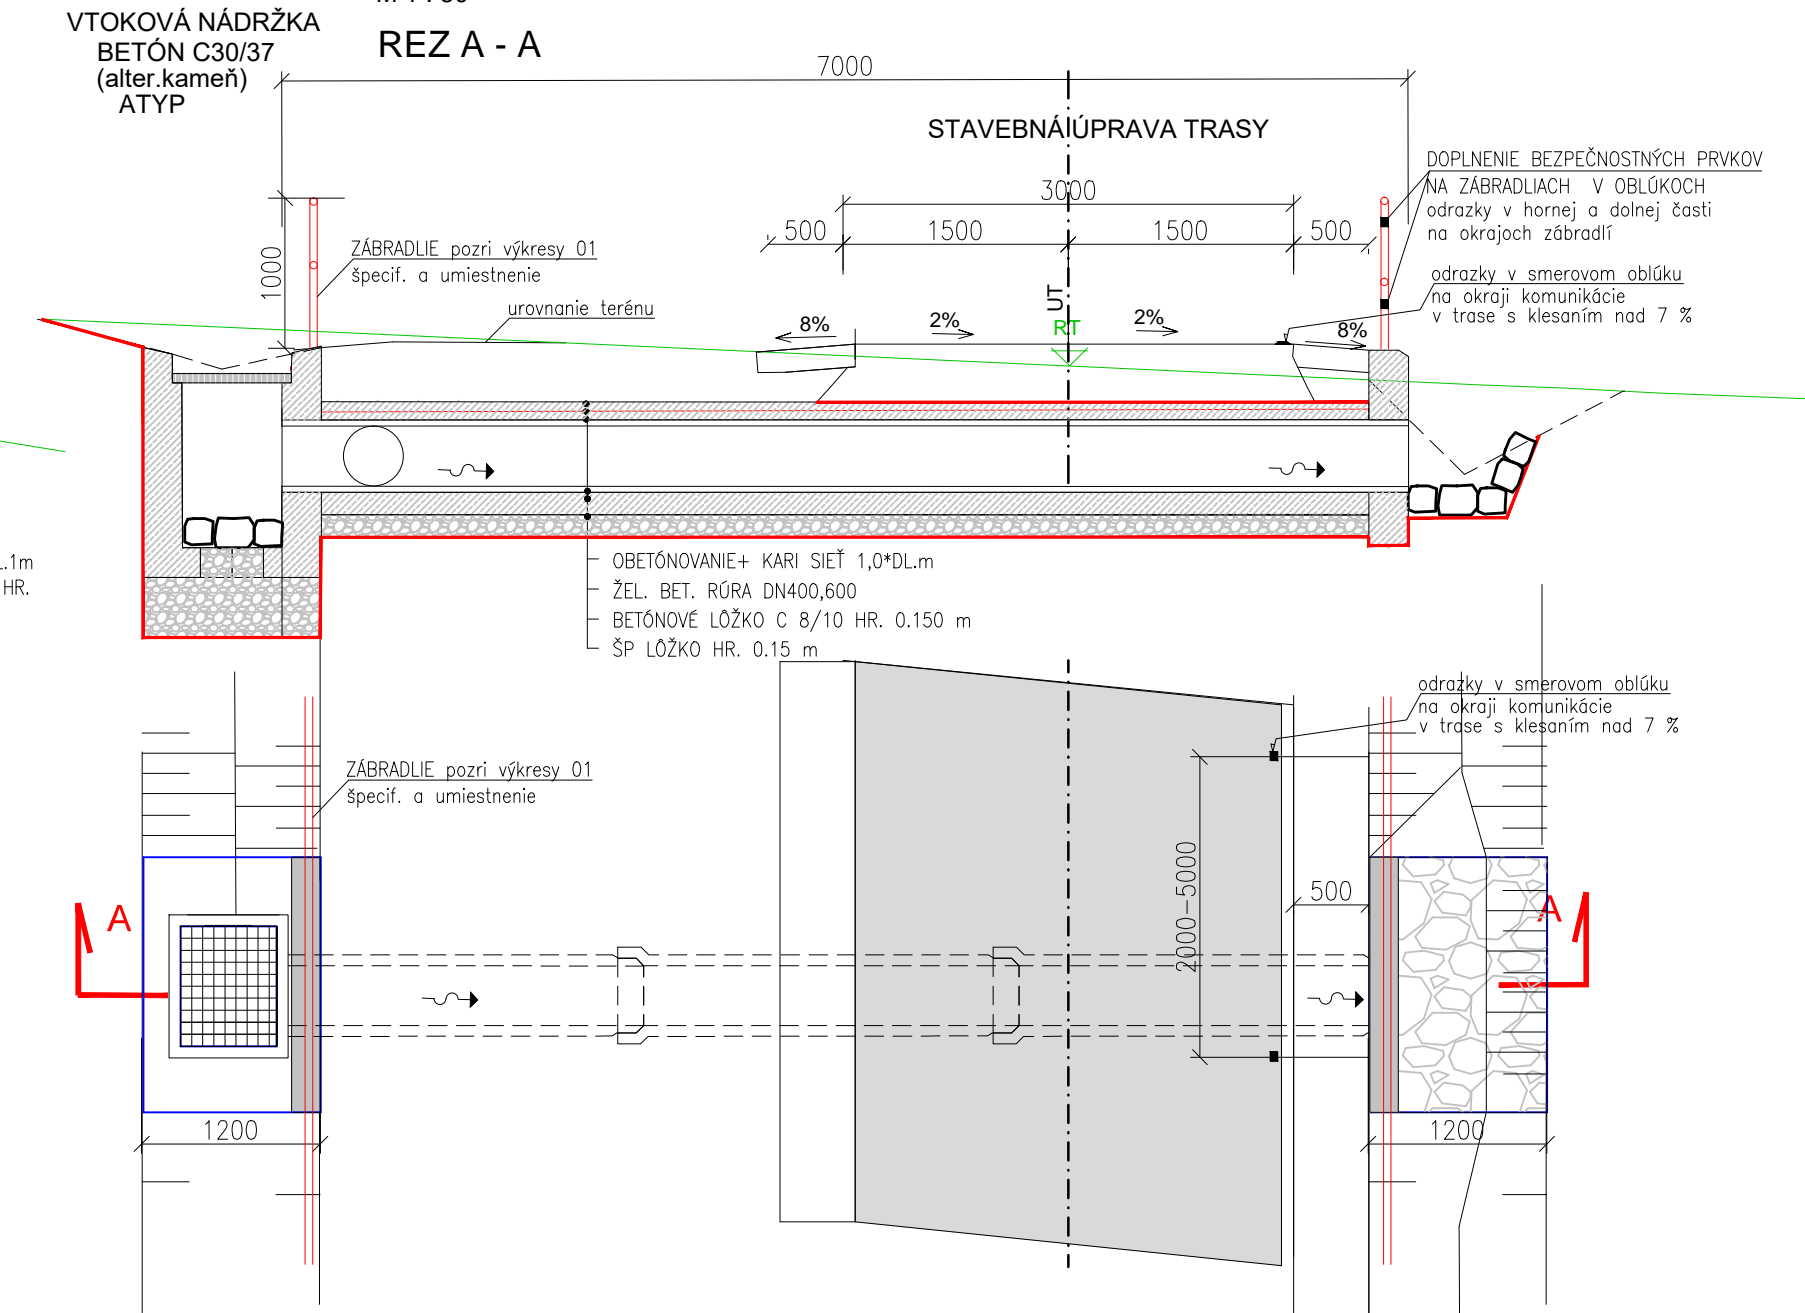 VTOKOVÁ NÁDRŽKA
BETÓN C30/37
(alter.kameň)
ATYP
REZ A - A
7000
STAVEBNÁ ÚPRAVA TRASY
DOPLNENIE BEZPEČNOSTNÝCH PRVKOV
NA ZÁBRADLIACH V OBLÚKOCH
odrazky v hornej a dolnej časti
na okrajoch zábradlí
3000
500
1500
1500
500
1000
ZÁBRADLIE pozri výkresy 01
špecif. a umiestnenie
urovnanie terénu
odrazky v smerovom oblúku
na okraji komunikácie
v trase s klesaním nad 7 %
UT
RT
8%
2%
2%
8%
L.1m
HR.
OBETÓNOVANIE+ KARI SIEŤ 1,0*DL.m
ŽEL. BET. RÚRA DN400,600
BETÓNOVÉ LÔŽKO C 8/10 HR. 0.150 m
ŠP LÔŽKO HR. 0.15 m
odrazky v smerovom oblúku
na okraji komunikácie
v trase s klesaním nad 7 %
ZÁBRADLIE pozri výkresy 01
špecif. a umiestnenie
2000-5000
500
A
A
1200
1200